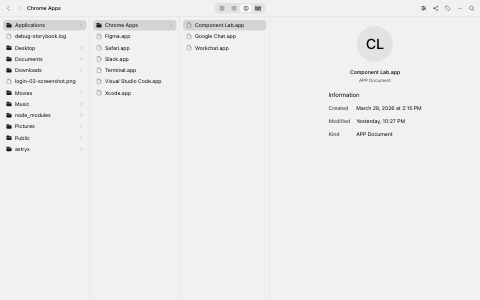 Chrome Apps
Applications
debug-storybook.log
Desktop
Documents
Downloads
login-02-screenshot.png
Movies
Music
node_modules
Pictures
Public
astryx
Chrome Apps
Figma.app
Safari.app
Slack.app
Terminal.app
Visual Studio Code.app
Xcode.app
Component Lab.app
Google Chat.app
Workchat.app
CL
Component Lab.app
APP Document
Information
Created March 28, 2026 at 2:15 PM
Modified Yesterday, 10:27 PM
Kind APP Document